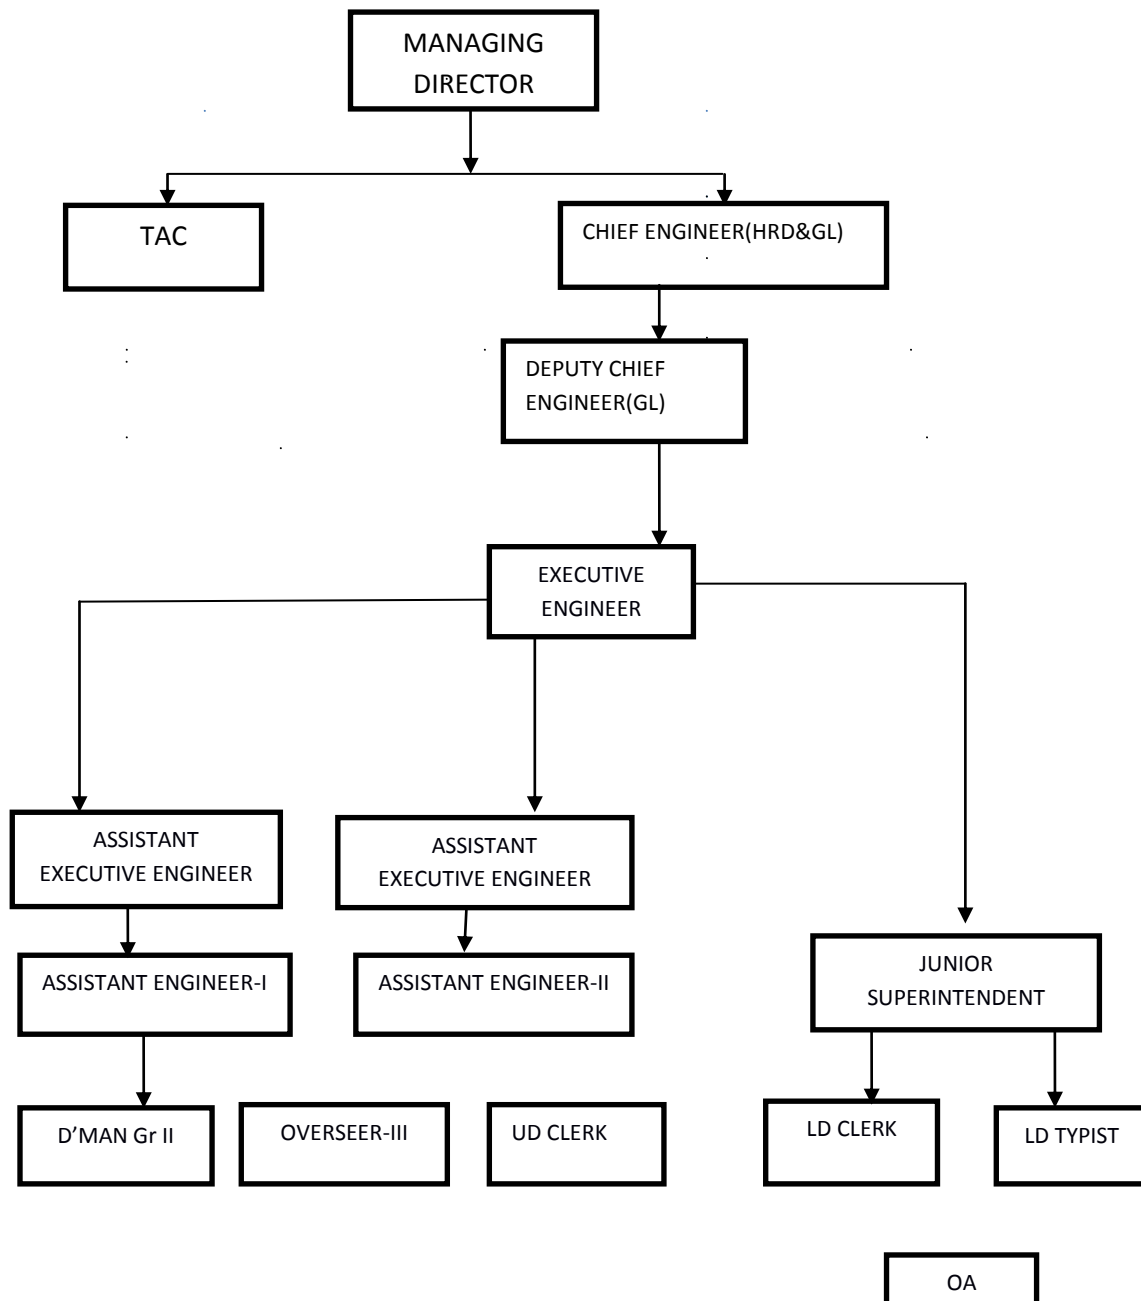 MANAGING
DIRECTOR
TAC
CHIEF ENGINEER(HRD&GL)
DEPUTY CHIEF
ENGINEER(GL)
EXECUTIVE
ENGINEER
ASSISTANT
EXECUTIVE ENGINEER
ASSISTANT
EXECUTIVE ENGINEER
ASSISTANT ENGINEER-I
ASSISTANT ENGINEER-II
JUNIOR
SUPERINTENDENT
D’MAN Gr II
OVERSEER-III
UD CLERK
LD CLERK
LD TYPIST
OA